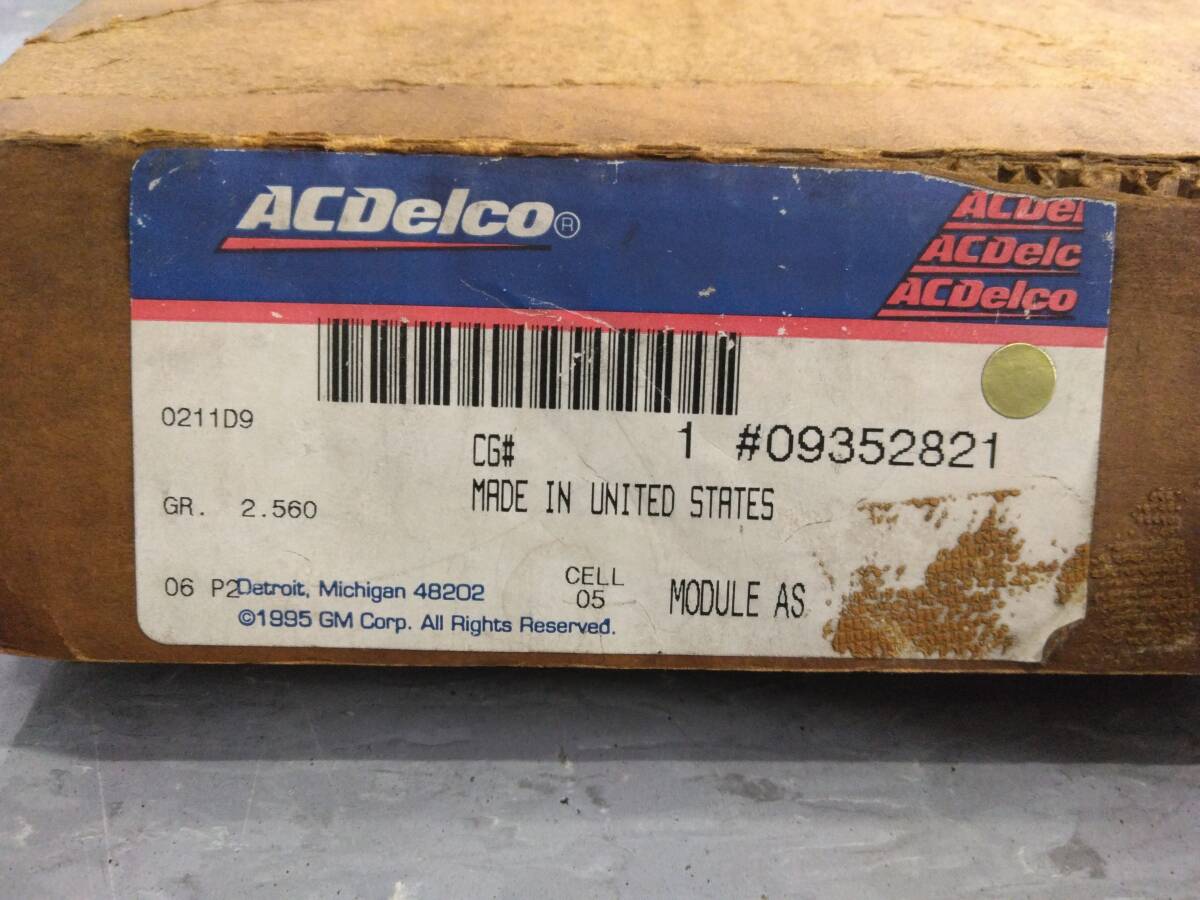 ACDelco®
ACDel
ACDelc
ACDelco
0211D9
CG# 1 #09352821
GR. 2.560 MADE IN UNITED STATES
06 P2 Detroit, Michigan 48202 CELL
05 MODULE AS
©1995 GM Corp. All Rights Reserved.